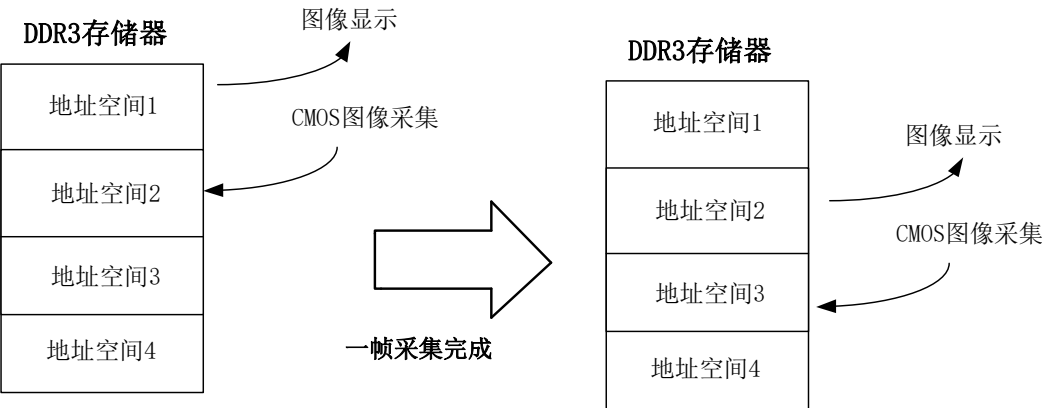 DDR3存储器
图像显示
地址空间1
CMOS图像采集
地址空间2
地址空间3
地址空间4
一帧采集完成
DDR3存储器
地址空间1
图像显示
地址空间2
CMOS图像采集
地址空间3
地址空间4